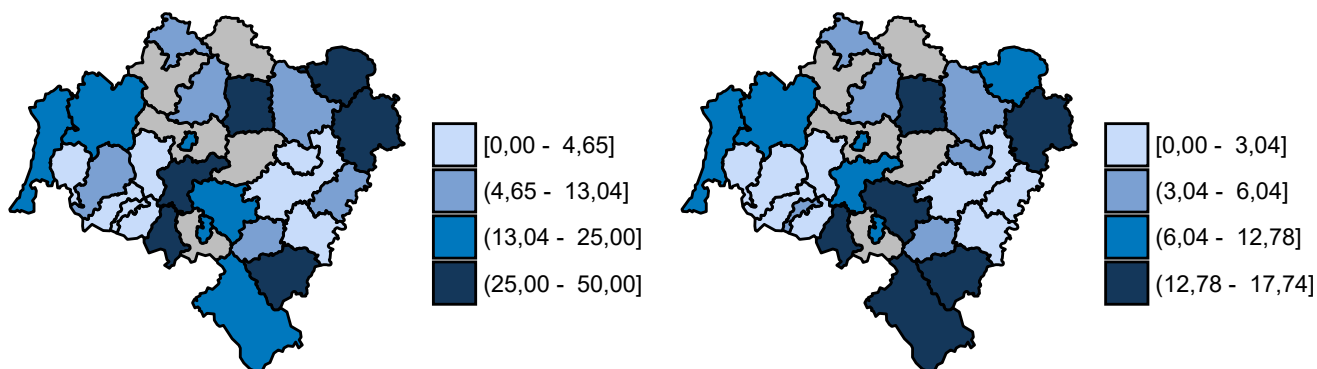 [0,00 -  4,65]
(4,65 -  13,04]
(13,04 -  25,00]
(25,00 -  50,00]
[0,00 -  3,04]
(3,04 -  6,04]
(6,04 -  12,78]
(12,78 -  17,74]